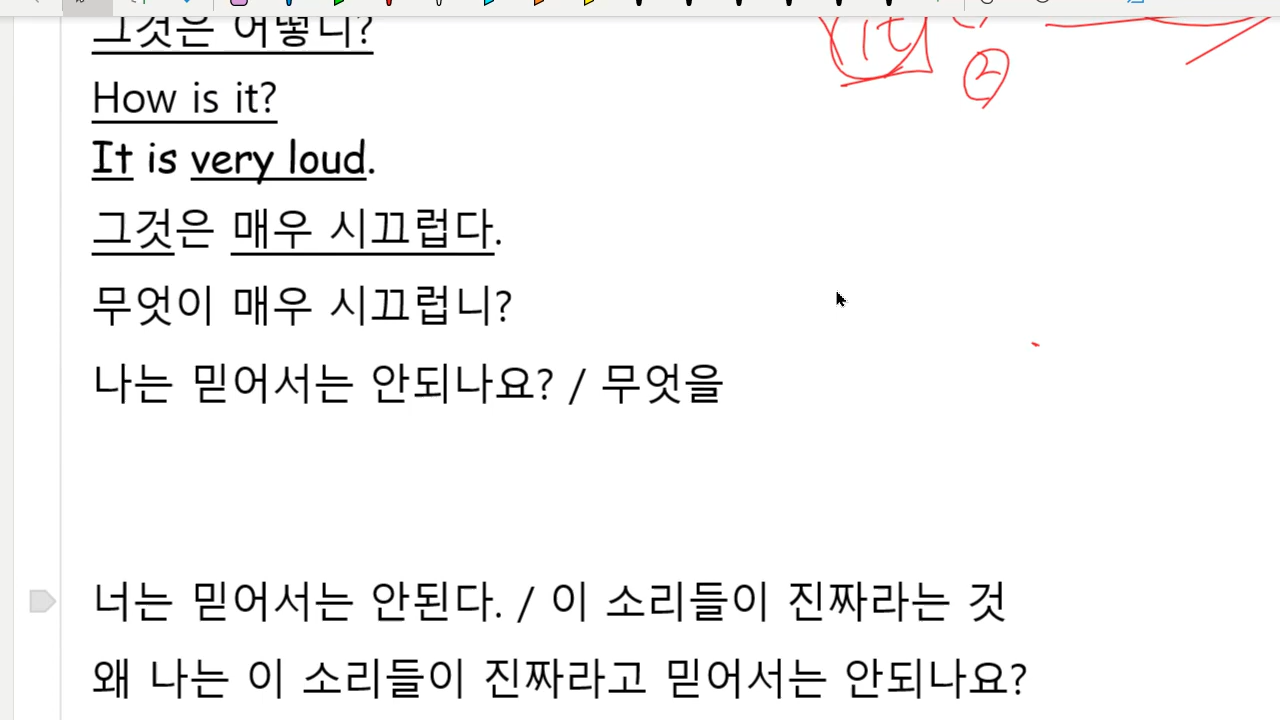 그것은 어떻니?
How is it?
It is very loud.
그것은 매우 시끄럽다.
무엇이 매우 시끄럽니?
나는 믿어서는 안되나요? / 무엇을
너는 믿어서는 안된다. / 이 소리들이 진짜라는 것
왜 나는 이 소리들이 진짜라고 믿어서는 안되나요?
it
②